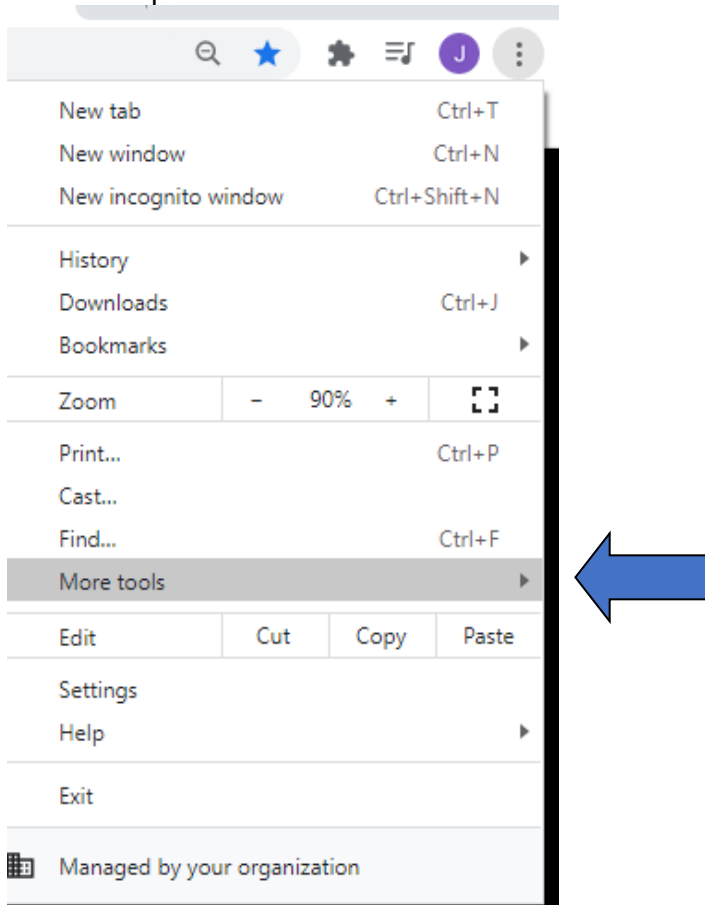 J
New tab Ctrl+T
New window Ctrl+N
New incognito window Ctrl+Shift+N
History
Downloads Ctrl+J
Bookmarks
Zoom - 90% +
Print... Ctrl+P
Cast...
Find... Ctrl+F
More tools
Edit Cut Copy Paste
Settings
Help
Exit
Managed by your organization